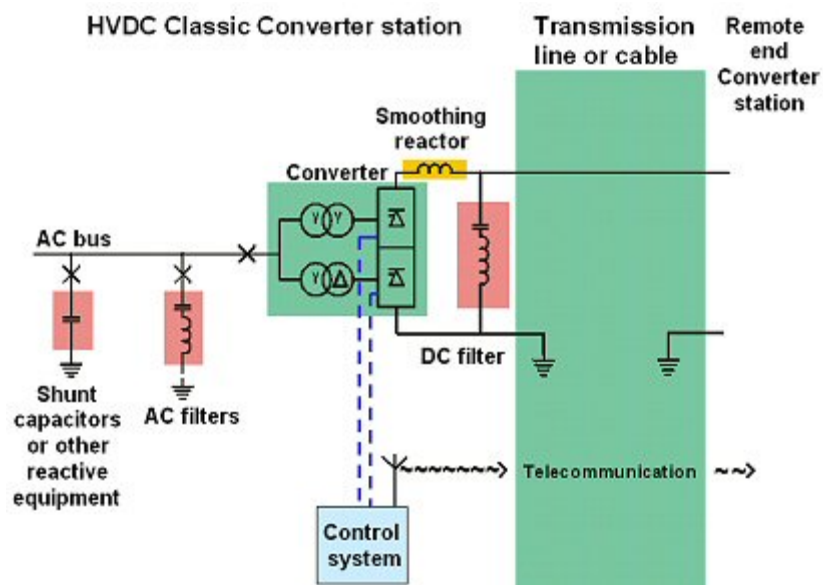 HVDC Classic Converter station
Transmission
line or cable
Remote
end
Converter
station
Smoothing
reactor
Converter
Y Y
AC bus
Y Δ
DC filter
Shunt
capacitors
or other
reactive
equipment
AC filters
Telecommunication
Control
system